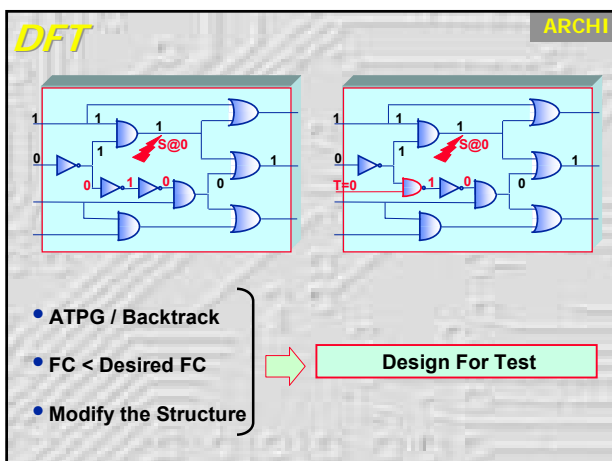 DFT
ARCHI
1 1 1
S@0
0 1 1
0 1 0 0
1 1 1
S@0
0 1 1
T=0 1 0 0
• ATPG / Backtrack
• FC < Desired FC
• Modify the Structure
Design For Test